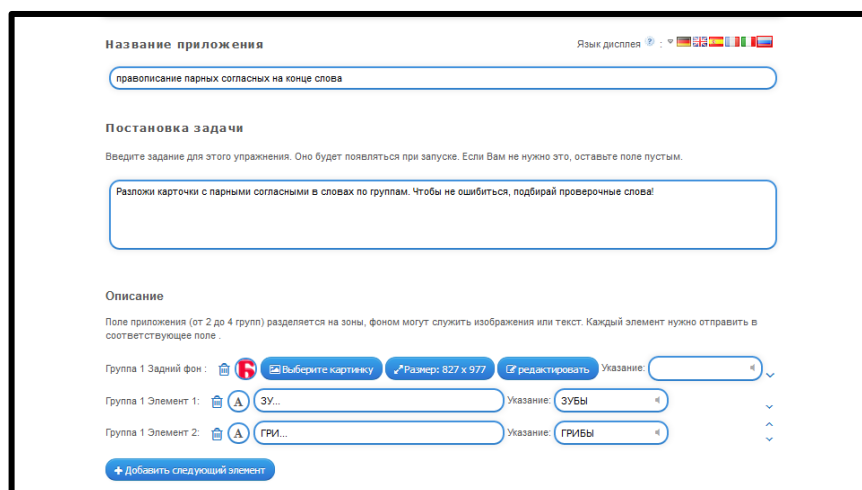 Название приложения
Язык дисплея ? :
правописание парных согласных на конце слова
Постановка задачи
Введите задание для этого упражнения. Оно будет появляться при запуске. Если Вам не нужно это, оставьте поле пустым.
Разложи карточки с парными согласными в словах по группам. Чтобы не ошибиться, подбирай проверочные слова!
Описание
Поле приложения (от 2 до 4 групп) разделяется на зоны, фоном могут служить изображения или текст. Каждый элемент нужно отправить в
соответствующее поле .
Группа 1 Задний фон : Б Выберите картинку Размер: 827 x 977 редактировать Указание:
Группа 1 Элемент 1: A ЗУ... Указание: ЗУБЫ
Группа 1 Элемент 2: A ГРИ... Указание: ГРИБЫ
+ Добавить следующий элемент